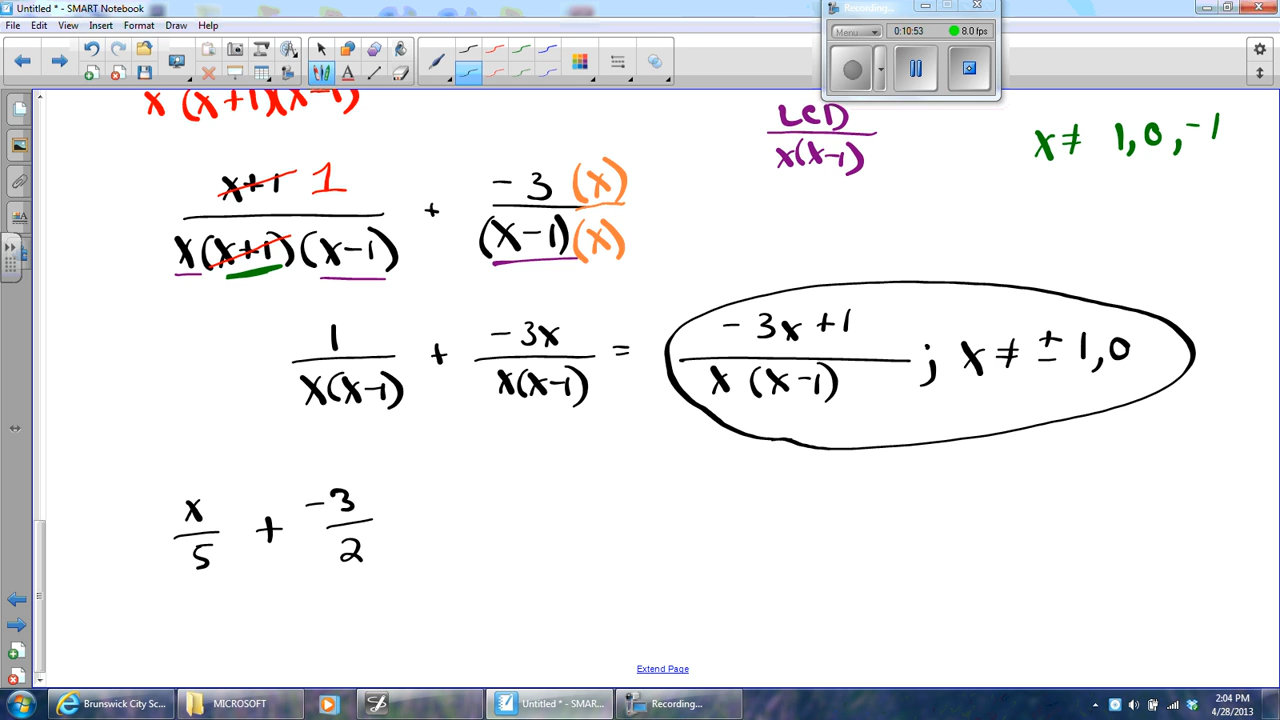 Untitled * - SMART Notebook
Recording...
File Edit View Insert Format Draw Help
Menu 0:10:53 8.0 fps
x (x+1)(x-1)
LCD
x(x-1)
x ≠ 1, 0, -1
x+1 1
x(x+1)(x-1)
+
-3 (x)
(x-1)(x)
1
x(x-1)
+
-3x
x(x-1)
=
-3x+1
x (x-1)
; x ≠ ± 1, 0
x
5
+
-3
2
Extend Page
Brunswick City Sc...
MICROSOFT
Untitled * - SMAR...
Recording...
2:04 PM
4/28/2013